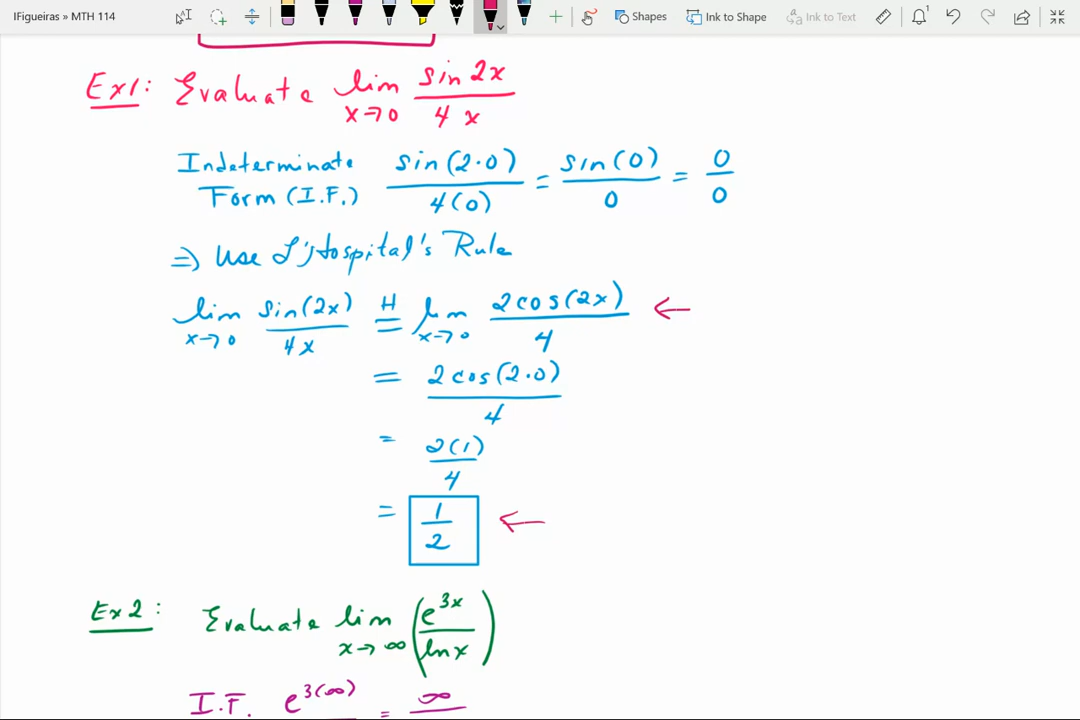 IFigueiras » MTH 114
Shapes
Ink to Shape
Ink to Text
Ex1: Evaluate lim x→0 sin 2x / 4x
Indeterminate Form (I.F.) sin(2·0) / 4(0) = sin(0) / 0 = 0/0
⇒ Use L'Hospital's Rule
lim x→0 sin(2x) / 4x =ᴴ lim x→0 2cos(2x) / 4 ←
= 2cos(2·0) / 4
= 2(1) / 4
= 1/2 ←
Ex2: Evaluate lim x→∞ (e^3x / ln x)
I.F. e^3(∞) = ∞